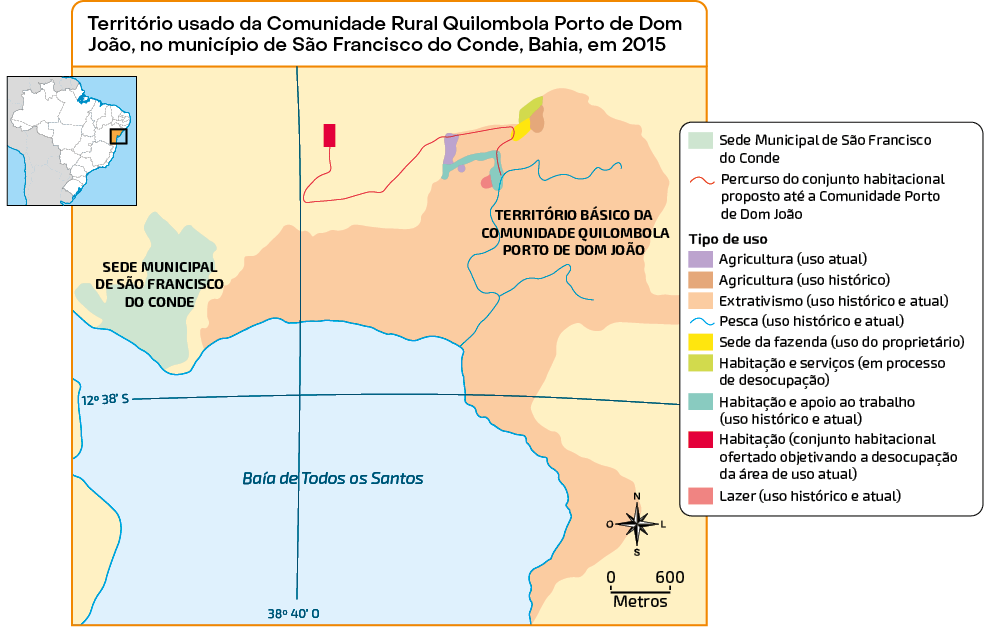 Território usado da Comunidade Rural Quilombola Porto de Dom
João, no município de São Francisco do Conde, Bahia, em 2015
TERRITÓRIO BÁSICO DA
COMUNIDADE QUILOMBOLA
PORTO DE DOM JOÃO
SEDE MUNICIPAL
DE SÃO FRANCISCO
DO CONDE
12º 38' S
Baía de Todos os Santos
38º 40' O
N
O
L
S
0 600
Metros
Sede Municipal de São Francisco
do Conde
Percurso do conjunto habitacional
proposto até a Comunidade Porto
de Dom João
Tipo de uso
Agricultura (uso atual)
Agricultura (uso histórico)
Extrativismo (uso histórico e atual)
Pesca (uso histórico e atual)
Sede da fazenda (uso do proprietário)
Habitação e serviços (em processo
de desocupação)
Habitação e apoio ao trabalho
(uso histórico e atual)
Habitação (conjunto habitacional
ofertado objetivando a desocupação
da área de uso atual)
Lazer (uso histórico e atual)